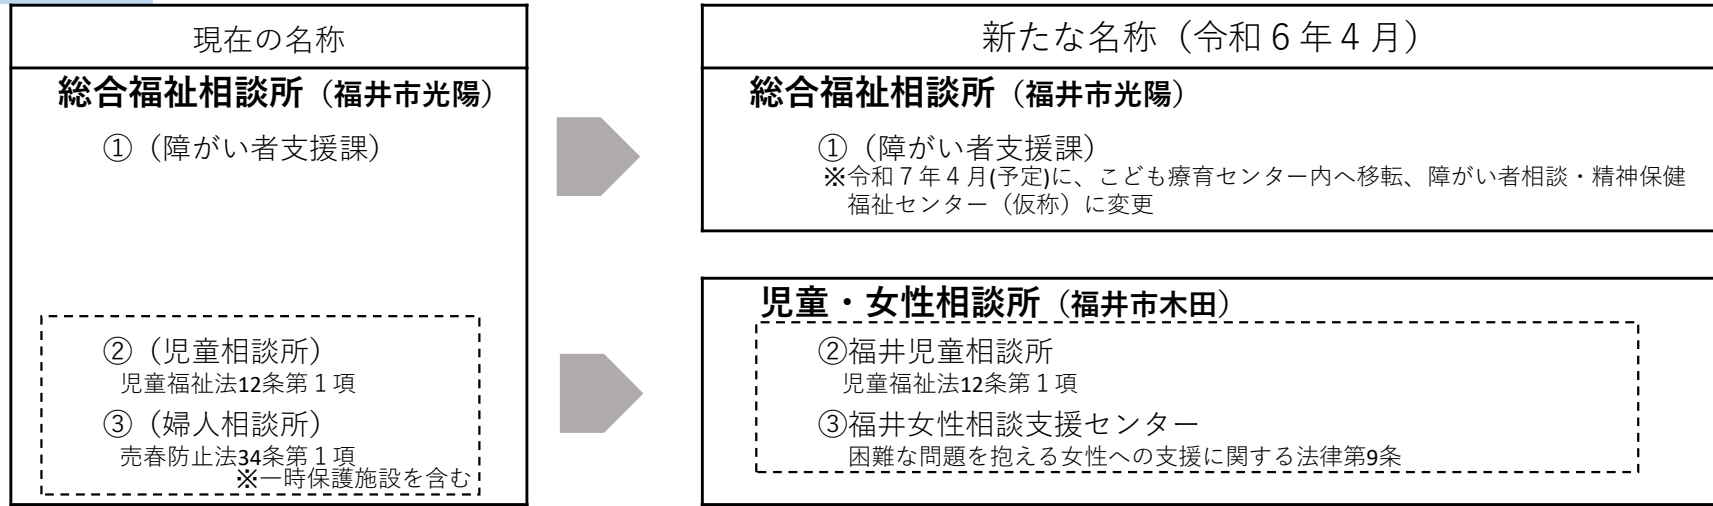 現在の名称
総合福祉相談所（福井市光陽）
①（障がい者支援課）
②（児童相談所）
児童福祉法12条第１項
③（婦人相談所）
売春防止法34条第１項
※一時保護施設を含む
新たな名称（令和６年４月）
総合福祉相談所（福井市光陽）
①（障がい者支援課）
※令和７年４月(予定)に、こども療育センター内へ移転、障がい者相談・精神保健
福祉センター（仮称）に変更
児童・女性相談所（福井市木田）
②福井児童相談所
児童福祉法12条第１項
③福井女性相談支援センター
困難な問題を抱える女性への支援に関する法律第9条